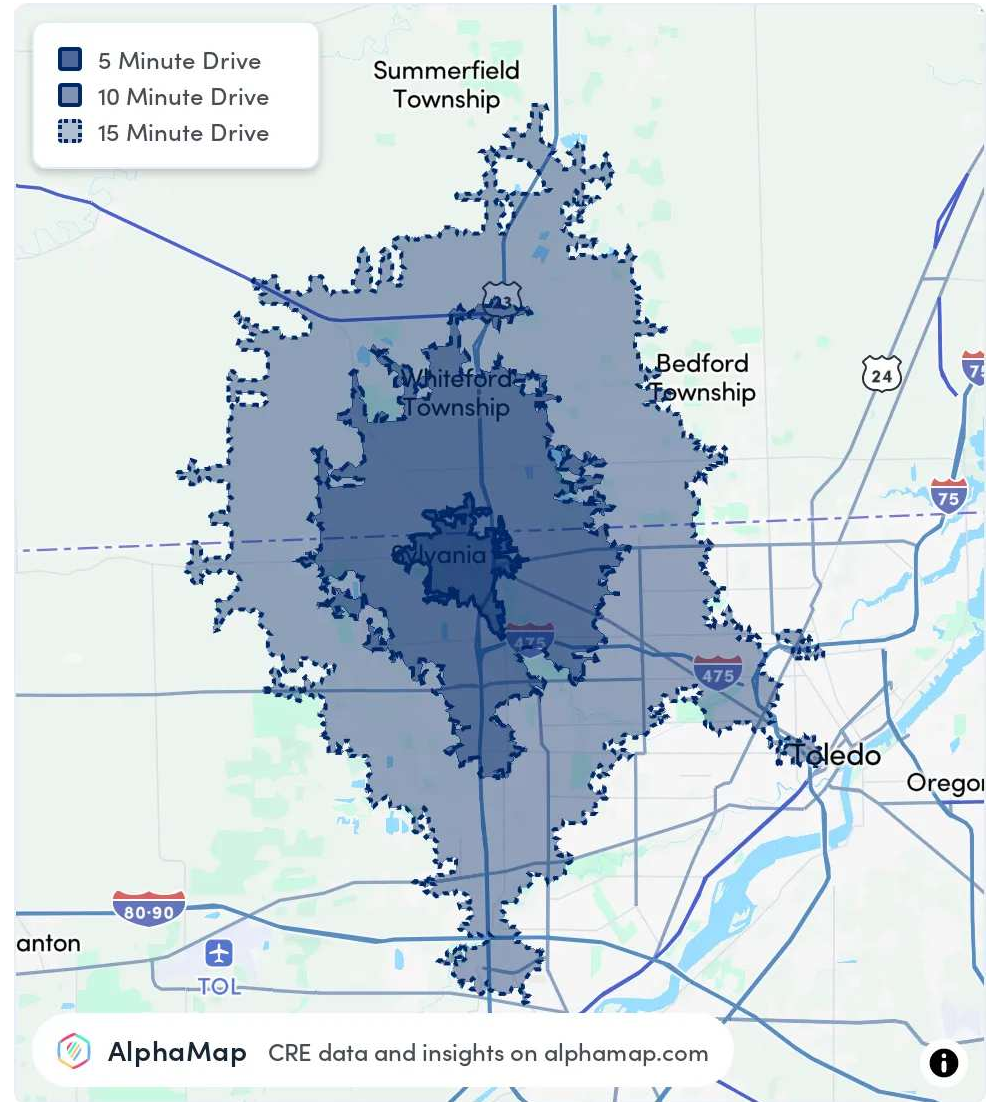 5 Minute Drive
10 Minute Drive
15 Minute Drive
Summerfield
Township
23
Whiteford
Township
Bedford
Township
24
75
75
Sylvania
475
475
Toledo
Oregon
80-90
anton
TOL
AlphaMap CRE data and insights on alphamap.com